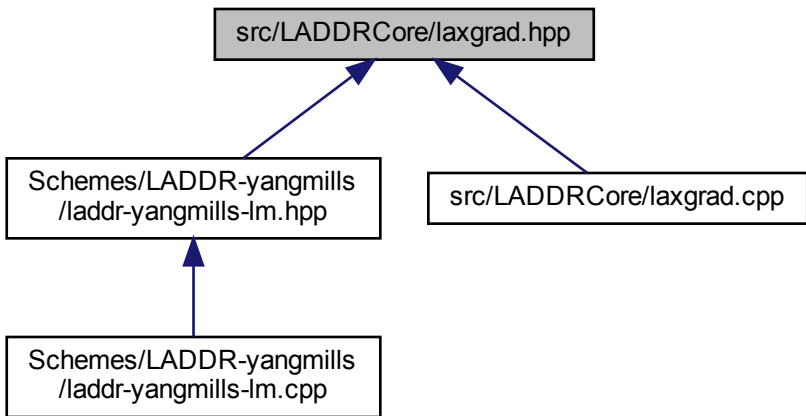 src/LADDRCore/laxgrad.hpp
Schemes/LADDR-yangmills
/laddr-yangmills-lm.hpp
src/LADDRCore/laxgrad.cpp
Schemes/LADDR-yangmills
/laddr-yangmills-lm.cpp